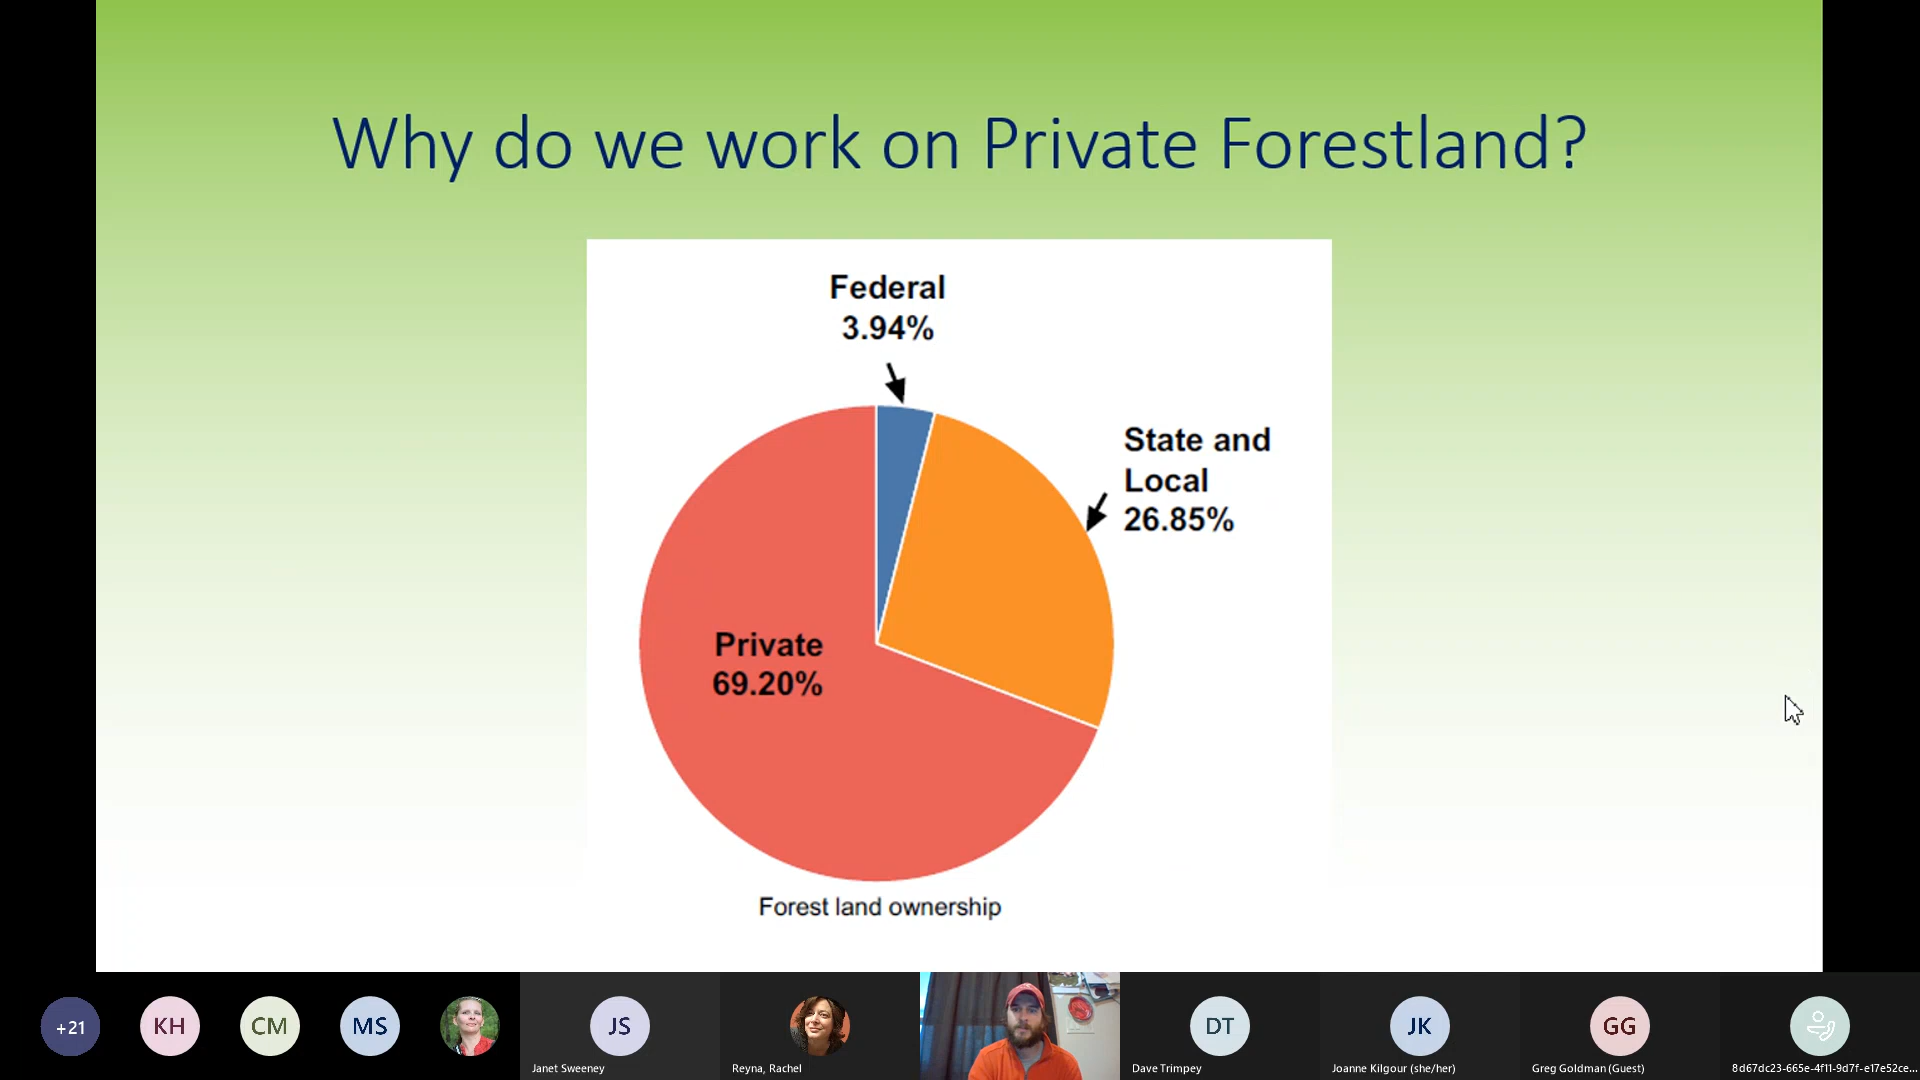 Why do we work on Private Forestland?
Federal
3.94%
State and
Local
26.85%
Private
69.20%
Forest land ownership
+21
KH
CM
MS
JS
Janet Sweeney
Reyna, Rachel
DT
Dave Trimpey
JK
Joanne Kilgour (she/her)
GG
Greg Goldman (Guest)
8d67dc23-665e-4f11-9d7f-e17e52ce...